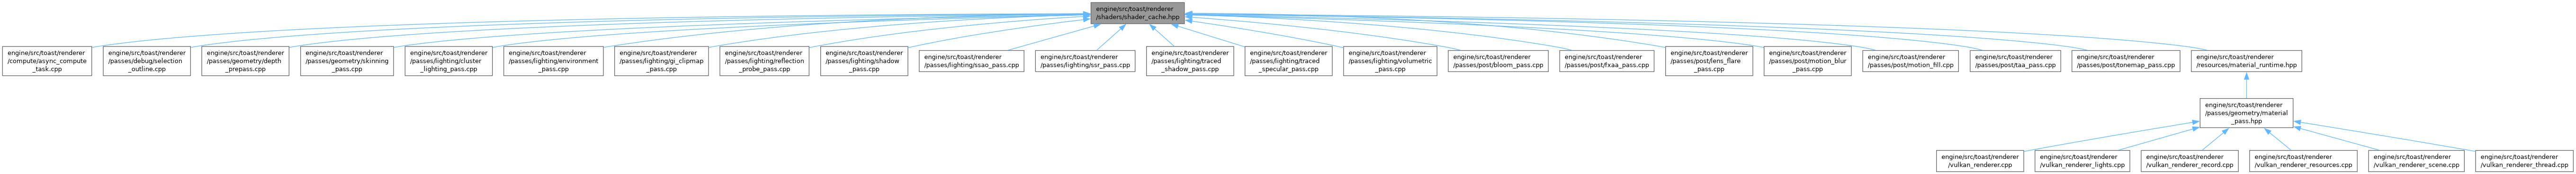 engine/src/toast/renderer
/shaders/shader_cache.hpp
engine/src/toast/renderer
/compute/async_compute
_task.cpp
engine/src/toast/renderer
/passes/debug/selection
_outline.cpp
engine/src/toast/renderer
/passes/geometry/depth
_prepass.cpp
engine/src/toast/renderer
/passes/geometry/skinning
_pass.cpp
engine/src/toast/renderer
/passes/lighting/cluster
_lighting_pass.cpp
engine/src/toast/renderer
/passes/lighting/environment
_pass.cpp
engine/src/toast/renderer
/passes/lighting/gi_clipmap
_pass.cpp
engine/src/toast/renderer
/passes/lighting/reflection
_probe_pass.cpp
engine/src/toast/renderer
/passes/lighting/shadow
_pass.cpp
engine/src/toast/renderer
/passes/lighting/ssao_pass.cpp
engine/src/toast/renderer
/passes/lighting/ssr_pass.cpp
engine/src/toast/renderer
/passes/lighting/traced
_shadow_pass.cpp
engine/src/toast/renderer
/passes/lighting/traced
_specular_pass.cpp
engine/src/toast/renderer
/passes/lighting/volumetric
_pass.cpp
engine/src/toast/renderer
/passes/post/bloom_pass.cpp
engine/src/toast/renderer
/passes/post/fxaa_pass.cpp
engine/src/toast/renderer
/passes/post/lens_flare
_pass.cpp
engine/src/toast/renderer
/passes/post/motion_blur
_pass.cpp
engine/src/toast/renderer
/passes/post/motion_fill.cpp
engine/src/toast/renderer
/passes/post/taa_pass.cpp
engine/src/toast/renderer
/passes/post/tonemap_pass.cpp
engine/src/toast/renderer
/resources/material_runtime.hpp
engine/src/toast/renderer
/passes/geometry/material
_pass.hpp
engine/src/toast/renderer
/vulkan_renderer.cpp
engine/src/toast/renderer
/vulkan_renderer_lights.cpp
engine/src/toast/renderer
/vulkan_renderer_record.cpp
engine/src/toast/renderer
/vulkan_renderer_resources.cpp
engine/src/toast/renderer
/vulkan_renderer_scene.cpp
engine/src/toast/renderer
/vulkan_renderer_thread.cpp